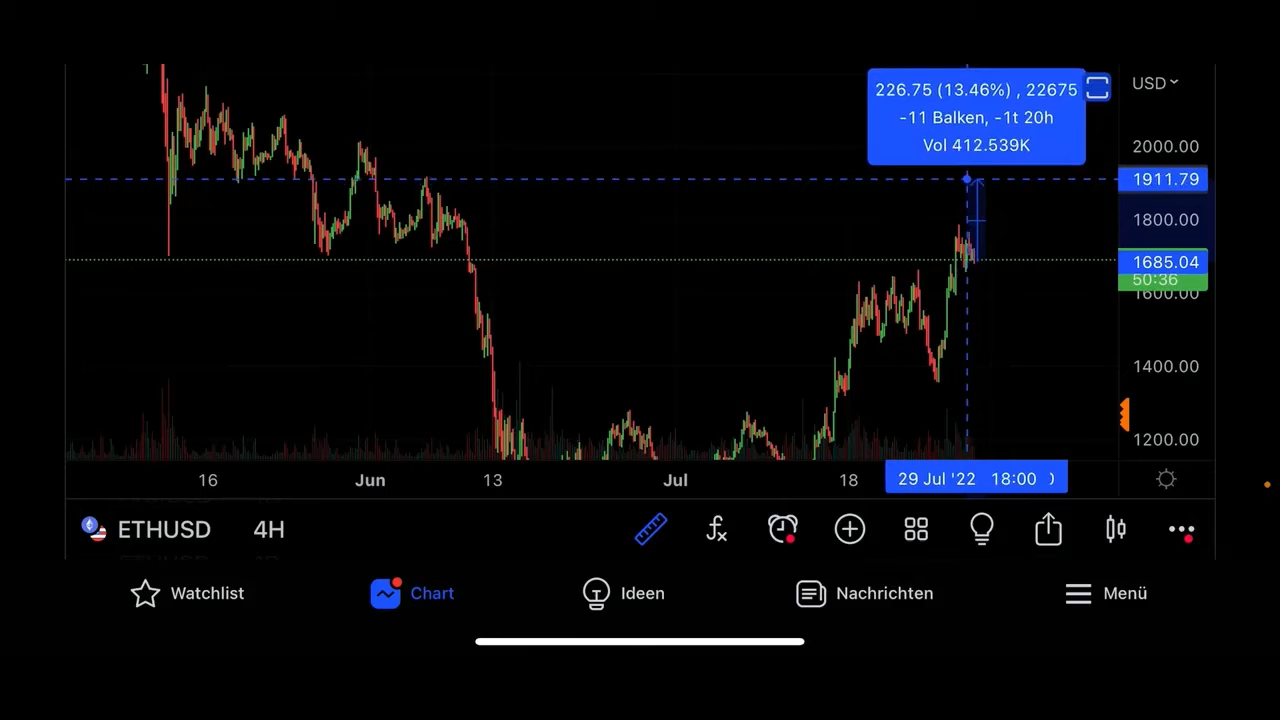 226.75 (13.46%) , 22675
-11 Balken, -1t 20h
Vol 412.539K
USD
2000.00
1911.79
1800.00
1685.04
50:36
1600.00
1400.00
1200.00
16 Jun 13 Jul 18 29 Jul '22 18:00
ETHUSD 4H
Watchlist Chart Ideen Nachrichten Menü